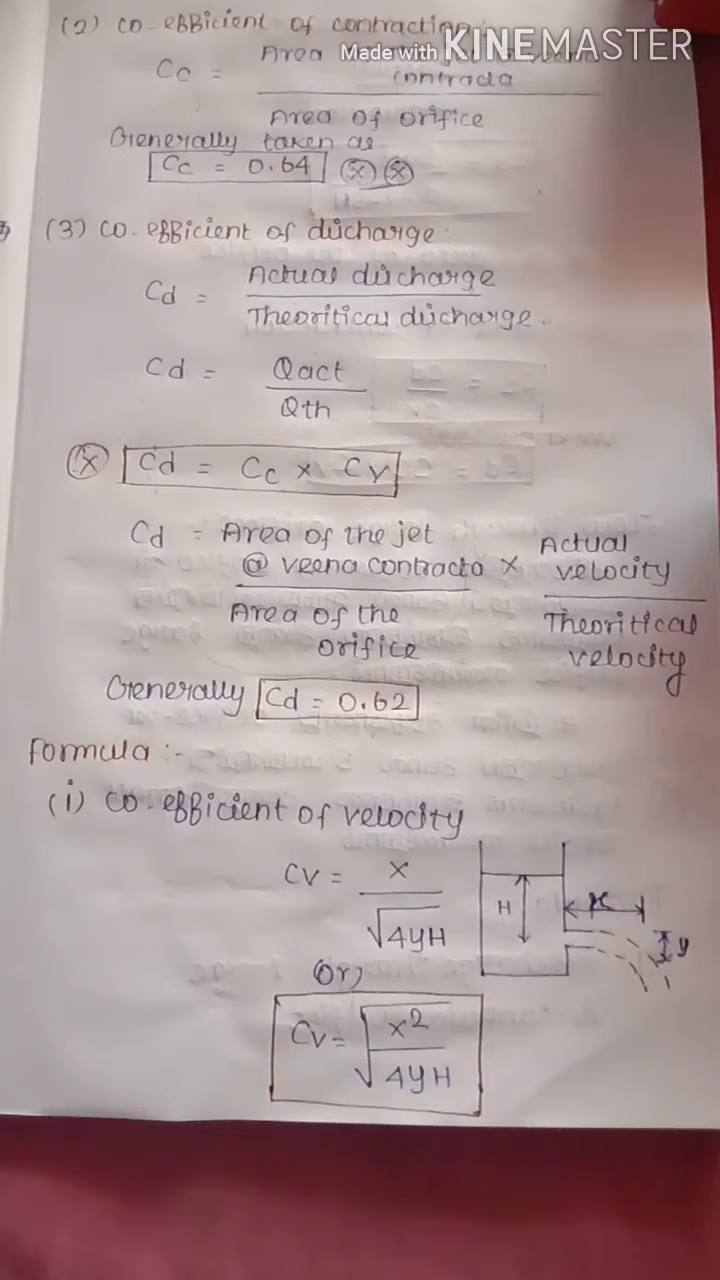 (2) co-efficient of contraction
Made with KINEMASTER
Cc = Area
contracta
Area of orifice
Generally taken as
Cc = 0.64 (x) (x)
(3) co-efficient of discharge
Cd = Actual discharge
Theoritical discharge.
Cd = Qact
Qth
(x) Cd = Cc x Cv
Cd = Area of the jet
@ veena contracta x Actual velocity
Area of the orifice
Theoritical velocity
Generally Cd = 0.62
Formula :-
(i) co-efficient of velocity
Cv = x
√4yH
H x y
(or)
Cv = √x²
4yH